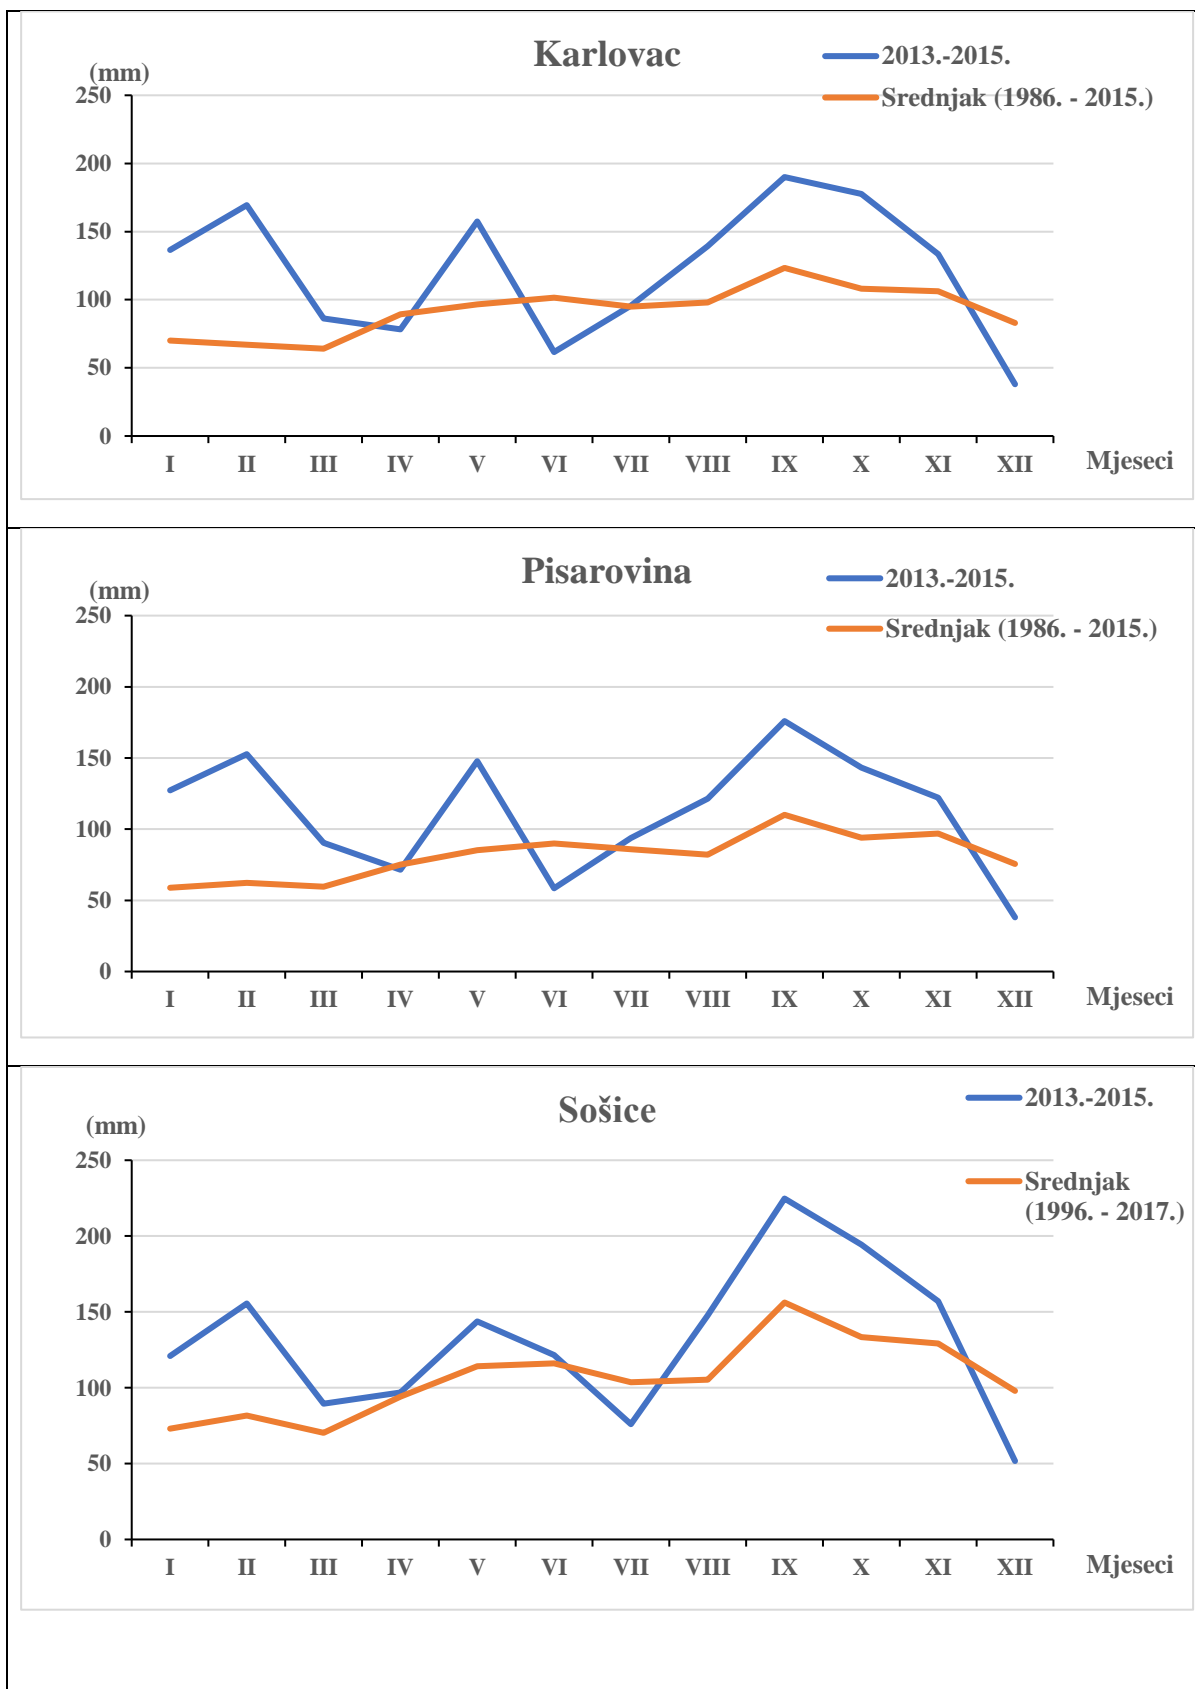 Karlovac
2013.-2015.
Srednjak (1986. - 2015.)
(mm)
250
200
150
100
50
0
I II III IV V VI VII VIII IX X XI XII Mjeseci
Pisarovina
2013.-2015.
Srednjak (1986. - 2015.)
(mm)
250
200
150
100
50
0
I II III IV V VI VII VIII IX X XI XII Mjeseci
Sošice
2013.-2015.
Srednjak
(1996. - 2017.)
(mm)
250
200
150
100
50
0
I II III IV V VI VII VIII IX X XI XII Mjeseci